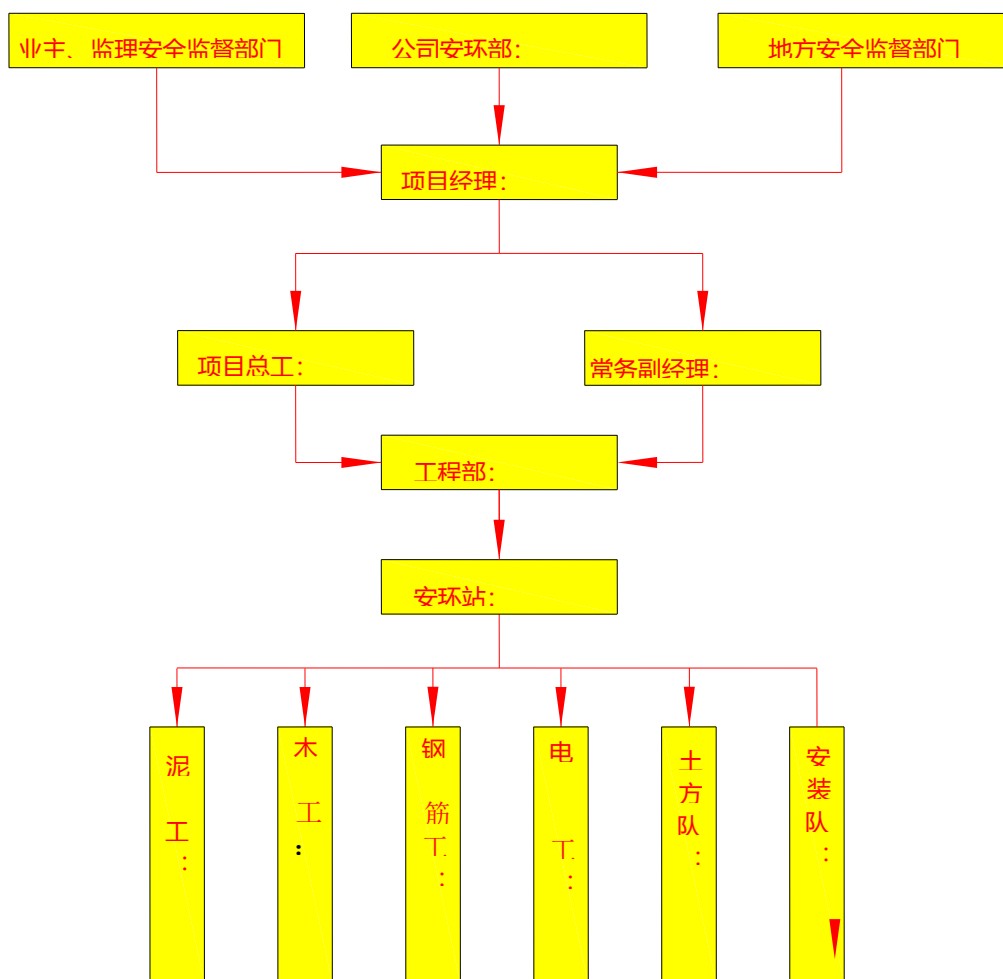 业主、监理安全监督部门
公司安环部：
地方安全监督部门
项目经理：
项目总工：
常务副经理：
工程部：
安环站：
泥工：
木工：
钢筋工：
电工：
土方队：
安装队：